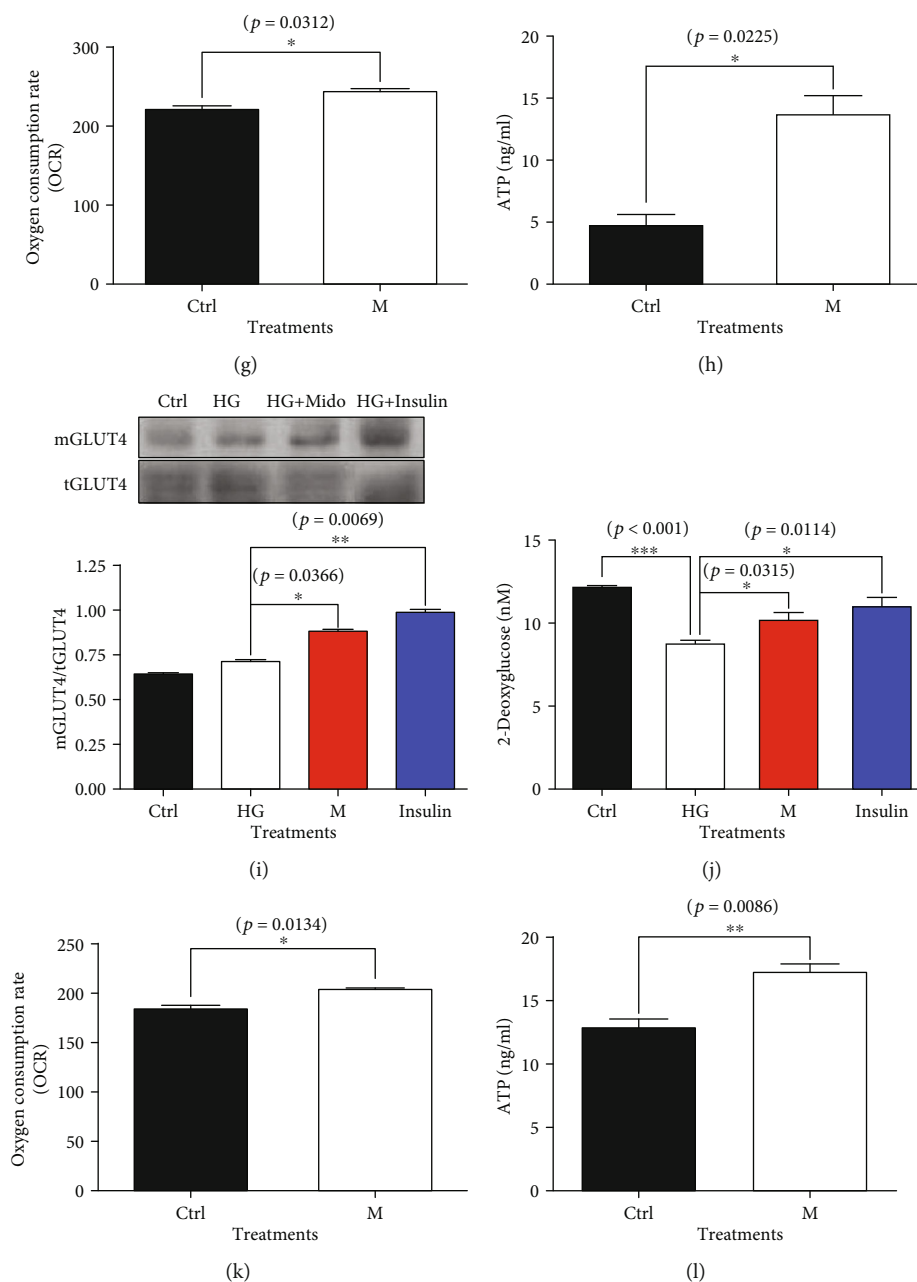 (p = 0.0312)
*
300
200
100
0
Oxygen consumption rate
(OCR)
Ctrl
M
Treatments
(g)
(p = 0.0225)
*
20
15
10
5
0
ATP (ng/ml)
Ctrl
M
Treatments
(h)
Ctrl HG HG+Mido HG+Insulin
mGLUT4
tGLUT4
(p = 0.0069)
**
(p = 0.0366)
*
1.25
1.00
0.75
0.50
0.25
0.00
mGLUT4/tGLUT4
Ctrl
HG
M
Insulin
Treatments
(i)
(p < 0.001)
***
(p = 0.0114)
*
(p = 0.0315)
*
15
10
5
0
2-Deoxyglucose (nM)
Ctrl
HG
M
Insulin
Treatments
(j)
(p = 0.0134)
*
250
200
150
100
50
0
Oxygen consumption rate
(OCR)
Ctrl
M
Treatments
(k)
(p = 0.0086)
**
20
15
10
5
0
ATP (ng/ml)
Ctrl
M
Treatments
(l)